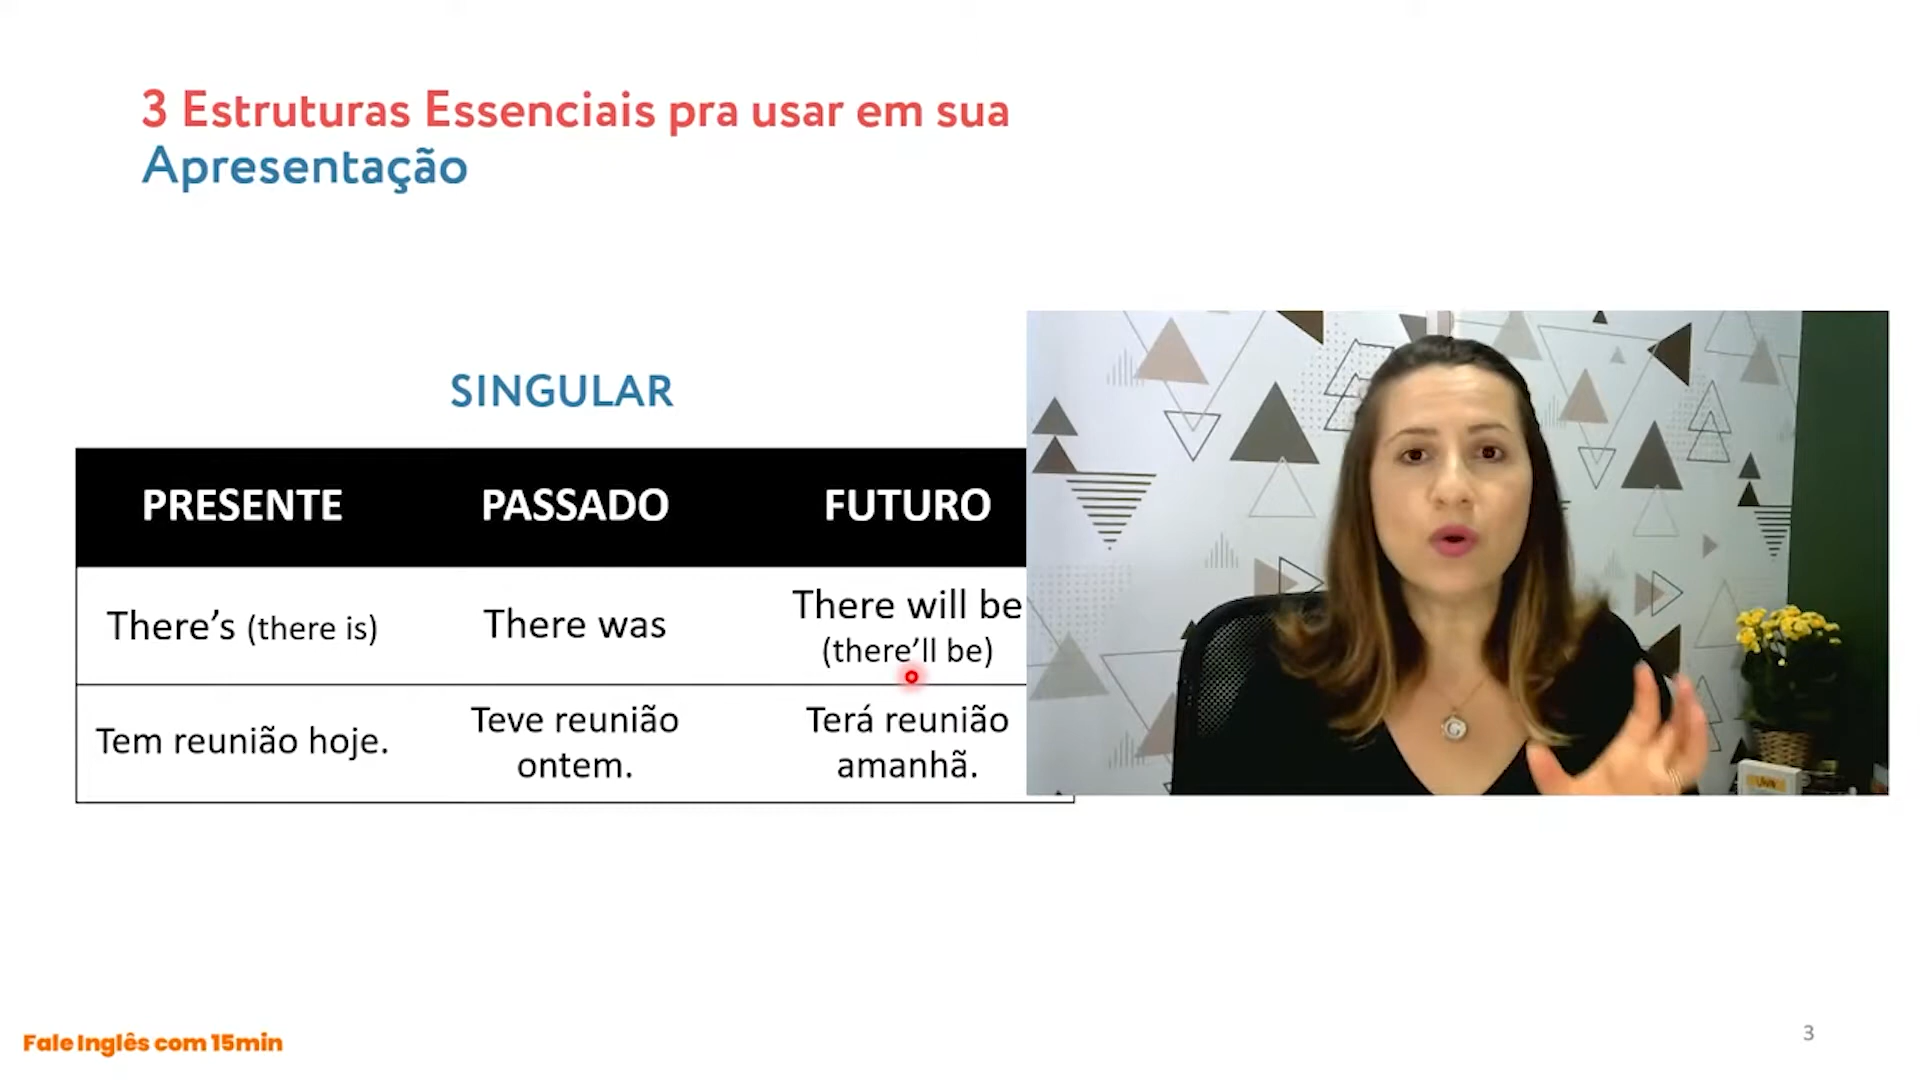 3 Estruturas Essenciais pra usar em sua
Apresentação
SINGULAR
PRESENTE PASSADO FUTURO
There’s (there is) There was There will be
(there’ll be)
Tem reunião hoje. Teve reunião Terá reunião
ontem. amanhã.
Fale Inglês com 15min
3